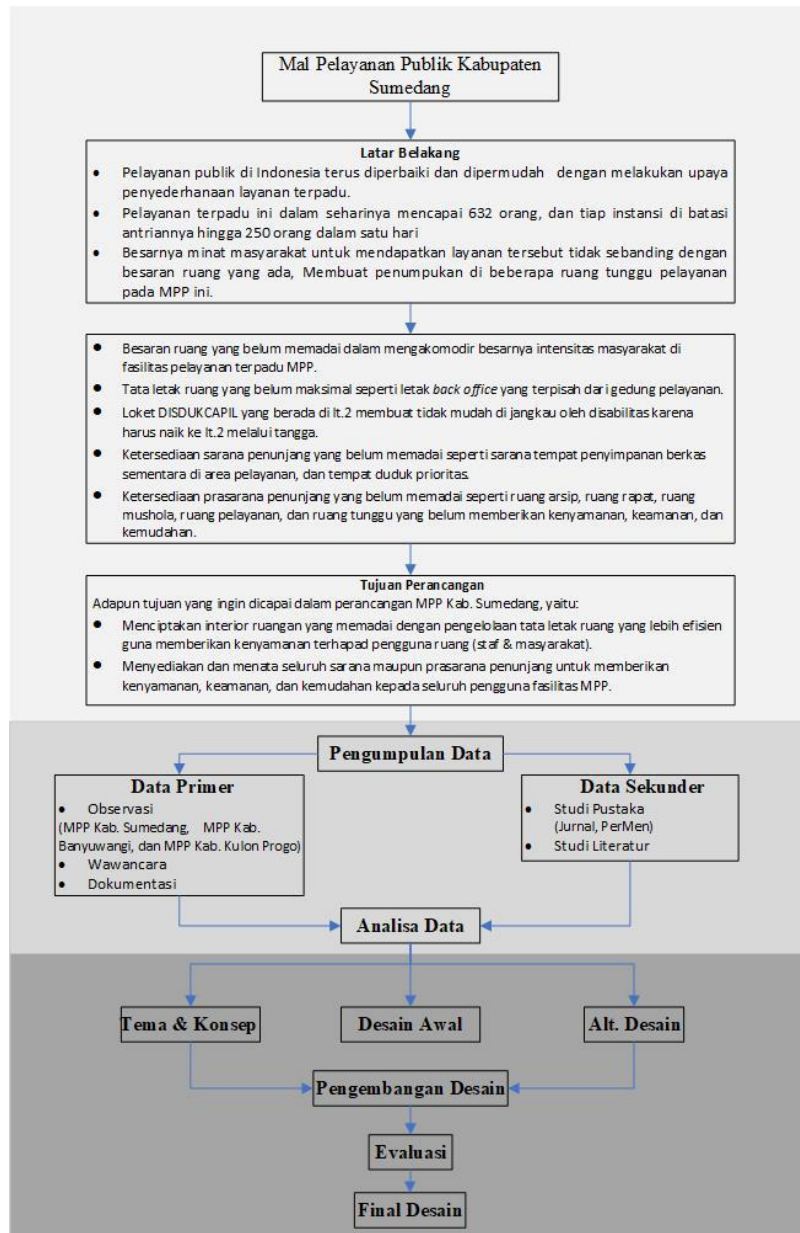 Mal Pelayanan Publik Kabupaten
Sumedang
Latar Belakang
• Pelayanan publik di Indonesia terus diperbaiki dan dipermudah dengan melakukan upaya
penyederhanaan layanan terpadu.
• Pelayanan terpadu ini dalam seharinya mencapai 632 orang, dan tiap instansi di batasi
antriannya hingga 250 orang dalam satu hari
• Besarnya minat masyarakat untuk mendapatkan layanan tersebut tidak sebanding dengan
besaran ruang yang ada, Membuat penumpukan di beberapa ruang tunggu pelayanan
pada MPP ini.
• Besaran ruang yang belum memadai dalam mengakomodir besarnya intensitas masyarakat di
fasilitas pelayanan terpadu MPP.
• Tata letak ruang yang belum maksimal seperti letak back office yang terpisah dari gedung pelayanan.
• Loket DISDUKCAPIL yang berada di lt.2 membuat tidak mudah di jangkau oleh disabilitas karena
harus naik ke lt.2 melalui tangga.
• Ketersediaan sarana penunjang yang belum memadai seperti sarana tempat penyimpanan berkas
sementara di area pelayanan, dan tempat duduk prioritas.
• Ketersediaan prasarana penunjang yang belum memadai seperti ruang arsip, ruang rapat, ruang
mushola, ruang pelayanan, dan ruang tunggu yang belum memberikan kenyamanan, keamanan, dan
kemudahan.
Tujuan Perancangan
Adapun tujuan yang ingin dicapai dalam perancangan MPP Kab. Sumedang, yaitu:
• Menciptakan interior ruangan yang memadai dengan pengelolaan tata letak ruang yang lebih efisien
guna memberikan kenyamanan terhapad pengguna ruang (staf & masyarakat).
• Menyediakan dan menata seluruh sarana maupun prasarana penunjang untuk memberikan
kenyamanan, keamanan, dan kemudahan kepada seluruh pengguna fasilitas MPP.
Pengumpulan Data
Data Primer
• Observasi
(MPP Kab. Sumedang, MPP Kab.
Banyuwangi, dan MPP Kab. Kulon Progo)
• Wawancara
• Dokumentasi
Data Sekunder
• Studi Pustaka
(Jurnal, PerMen)
• Studi Literatur
Analisa Data
Tema & Konsep
Desain Awal
Alt. Desain
Pengembangan Desain
Evaluasi
Final Desain